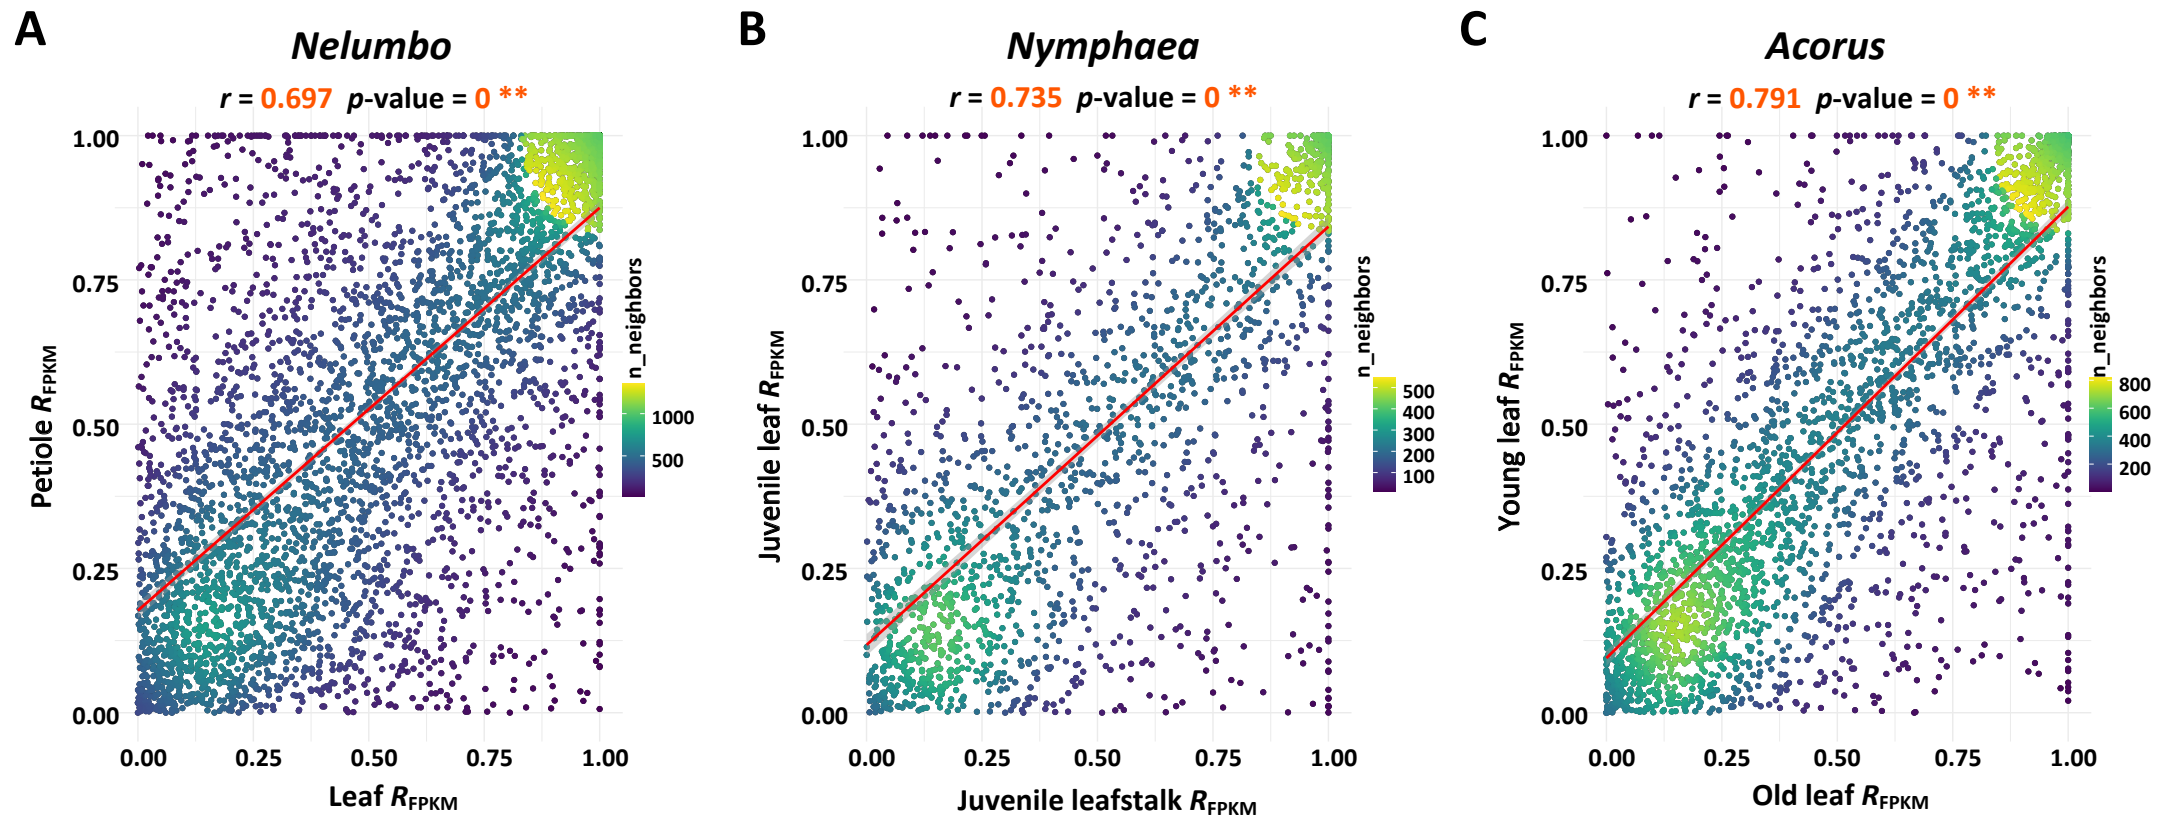 A
Nelumbo
r = 0.697 p-value = 0 **
1.00
0.75
0.50
0.25
0.00
Petiole RFPKM
0.00 0.25 0.50 0.75 1.00
Leaf RFPKM
n_neighbors
1000
500
B
Nymphaea
r = 0.735 p-value = 0 **
1.00
0.75
0.50
0.25
0.00
Juvenile leaf RFPKM
0.00 0.25 0.50 0.75 1.00
Juvenile leafstalk RFPKM
n_neighbors
500
400
300
200
100
C
Acorus
r = 0.791 p-value = 0 **
1.00
0.75
0.50
0.25
0.00
Young leaf RFPKM
0.00 0.25 0.50 0.75 1.00
Old leaf RFPKM
n_neighbors
800
600
400
200